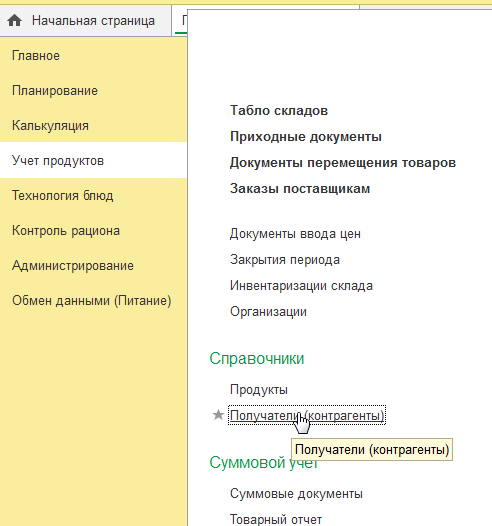 Начальная страница
Главное
Планирование
Калькуляция
Учет продуктов
Технология блюд
Контроль рациона
Администрирование
Обмен данными (Питание)
Табло складов
Приходные документы
Документы перемещения товаров
Заказы поставщикам
Документы ввода цен
Закрытия периода
Инвентаризации склада
Организации
Справочники
Продукты
Получатели (контрагенты)
Получатели (контрагенты)
Суммовой учет
Суммовые документы
Товарный отчет